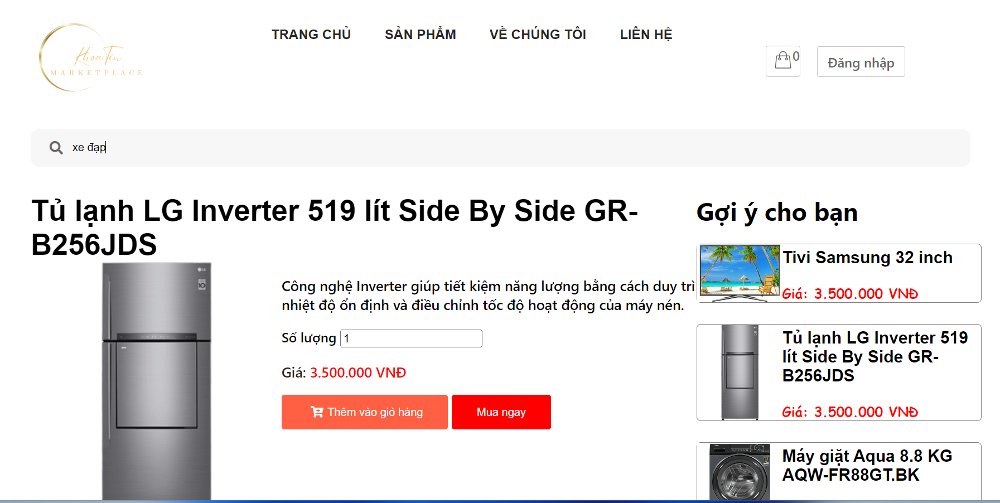 Khoa Tin
MARKETPLACE
TRANG CHỦ
SẢN PHẨM
VỀ CHÚNG TÔI
LIÊN HỆ
0
Đăng nhập
xe đạp
Tủ lạnh LG Inverter 519 lít Side By Side GR-
B256JDS
LG
10
Công nghệ Inverter giúp tiết kiệm năng lượng bằng cách duy trì
nhiệt độ ổn định và điều chỉnh tốc độ hoạt động của máy nén.
Số lượng 1
Giá: 3.500.000 VNĐ
Thêm vào giỏ hàng
Mua ngay
Gợi ý cho bạn
Tivi Samsung 32 inch
Giá: 3.500.000 VNĐ
Tủ lạnh LG Inverter 519
lít Side By Side GR-
B256JDS
Giá: 3.500.000 VNĐ
Máy giặt Aqua 8.8 KG
AQW-FR88GT.BK